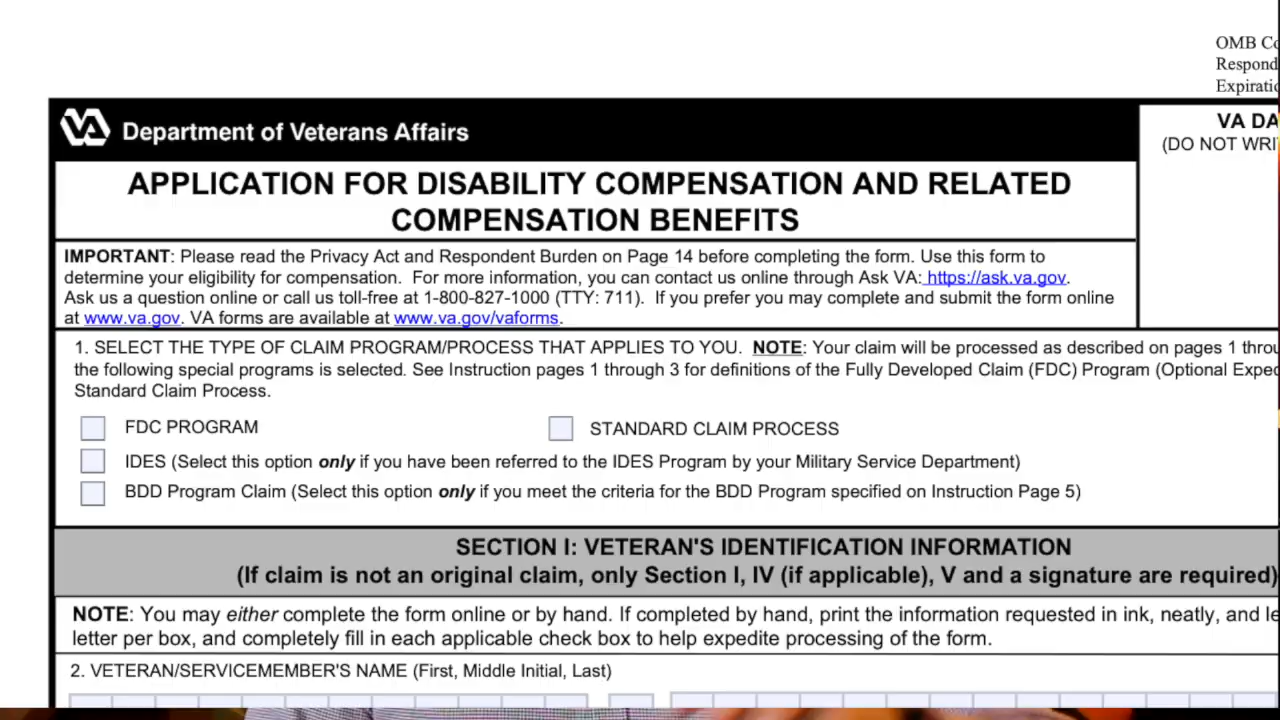 OMB Co
Respond
Expiratio
VA Department of Veterans Affairs
VA DA
(DO NOT WRI
APPLICATION FOR DISABILITY COMPENSATION AND RELATED
COMPENSATION BENEFITS
IMPORTANT: Please read the Privacy Act and Respondent Burden on Page 14 before completing the form. Use this form to
determine your eligibility for compensation. For more information, you can contact us online through Ask VA: https://ask.va.gov.
Ask us a question online or call us toll-free at 1-800-827-1000 (TTY: 711). If you prefer you may complete and submit the form online
at www.va.gov. VA forms are available at www.va.gov/vaforms.
1. SELECT THE TYPE OF CLAIM PROGRAM/PROCESS THAT APPLIES TO YOU. NOTE: Your claim will be processed as described on pages 1 throu
the following special programs is selected. See Instruction pages 1 through 3 for definitions of the Fully Developed Claim (FDC) Program (Optional Exped
Standard Claim Process.
FDC PROGRAM STANDARD CLAIM PROCESS
IDES (Select this option only if you have been referred to the IDES Program by your Military Service Department)
BDD Program Claim (Select this option only if you meet the criteria for the BDD Program specified on Instruction Page 5)
SECTION I: VETERAN'S IDENTIFICATION INFORMATION
(If claim is not an original claim, only Section I, IV (if applicable), V and a signature are required)
NOTE: You may either complete the form online or by hand. If completed by hand, print the information requested in ink, neatly, and le
letter per box, and completely fill in each applicable check box to help expedite processing of the form.
2. VETERAN/SERVICEMEMBER'S NAME (First, Middle Initial, Last)